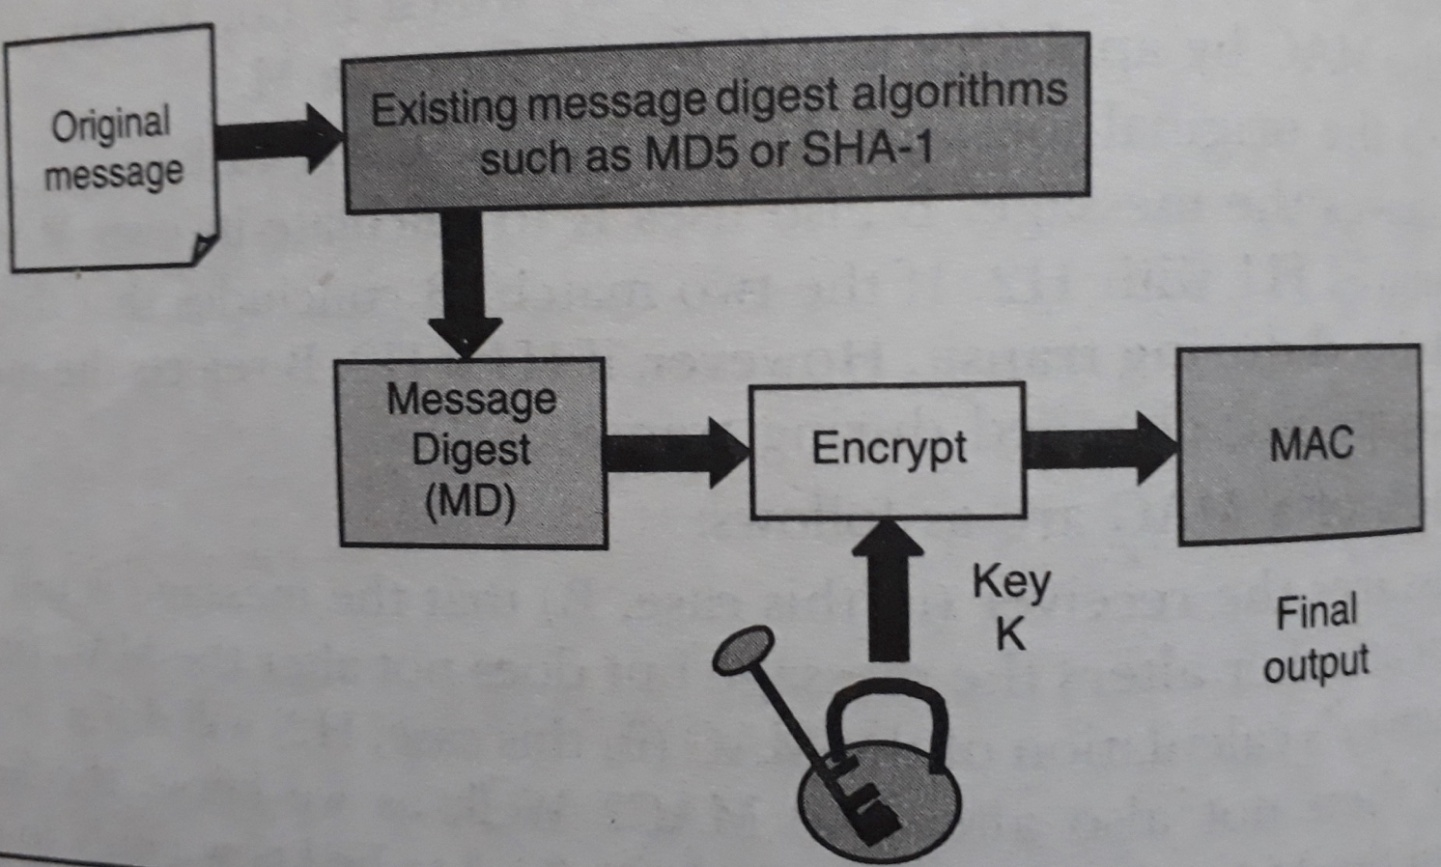 Original
message
Existing message digest algorithms
such as MD5 or SHA-1
Message
Digest
(MD)
Encrypt
MAC
Key
K
Final
output